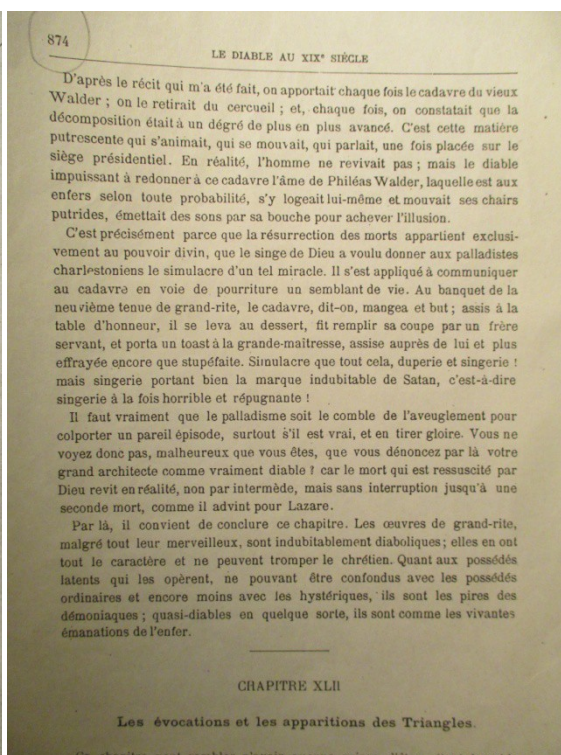 874
LE DIABLE AU XIXe SIÈCLE
D'après le récit qui m'a été fait, on apportait chaque fois le cadavre du vieux
Walder ; on le retirait du cercueil ; et, chaque fois, on constatait que la
décomposition était à un dégré de plus en plus avancé. C'est cette matière
putrescente qui s'animait, qui se mouvait, qui parlait, une fois placée sur le
siège présidentiel. En réalité, l'homme ne revivait pas ; mais le diable
impuissant à redonner à ce cadavre l'âme de Philéas Walder, laquelle est aux
enfers selon toute probabilité, s'y logeait lui-même et mouvait ses chairs
putrides, émettait des sons par sa bouche pour achever l'illusion.
C'est précisément parce que la résurrection des morts appartient exclusi-
vement au pouvoir divin, que le singe de Dieu a voulu donner aux palladistes
charlestoniens le simulacre d'un tel miracle. Il s'est appliqué à communiquer
au cadavre en voie de pourriture un semblant de vie. Au banquet de la
neuvième tenue de grand-rite, le cadavre, dit-on, mangea et but ; assis à la
table d'honneur, il se leva au dessert, fit remplir sa coupe par un frère
servant, et porta un toast à la grande-maîtresse, assise auprès de lui et plus
effrayée encore que stupéfaite. Simulacre que tout cela, duperie et singerie !
mais singerie portant bien la marque indubitable de Satan, c'est-à-dire
singerie à la fois horrible et répugnante !
Il faut vraiment que le palladisme soit le comble de l'aveuglement pour
colporter un pareil épisode, surtout s'il est vrai, et en tirer gloire. Vous ne
voyez donc pas, malheureux que vous êtes, que vous dénoncez par là votre
grand architecte comme vraiment diable ? car le mort qui est ressuscité par
Dieu revit en réalité, non par intermède, mais sans interruption jusqu'à une
seconde mort, comme il advint pour Lazare.
Par là, il convient de conclure ce chapitre. Les œuvres de grand-rite,
malgré tout leur merveilleux, sont indubitablement diaboliques ; elles en ont
tout le caractère et ne peuvent tromper le chrétien. Quant aux possédés
latents qui les opèrent, ne pouvant être confondus avec les possédés
ordinaires et encore moins avec les hystériques, ils sont les pires des
démoniaques ; quasi-diables en quelque sorte, ils sont comme les vivantes
émanations de l'enfer.
CHAPITRE XLII
Les évocations et les apparitions des Triangles.